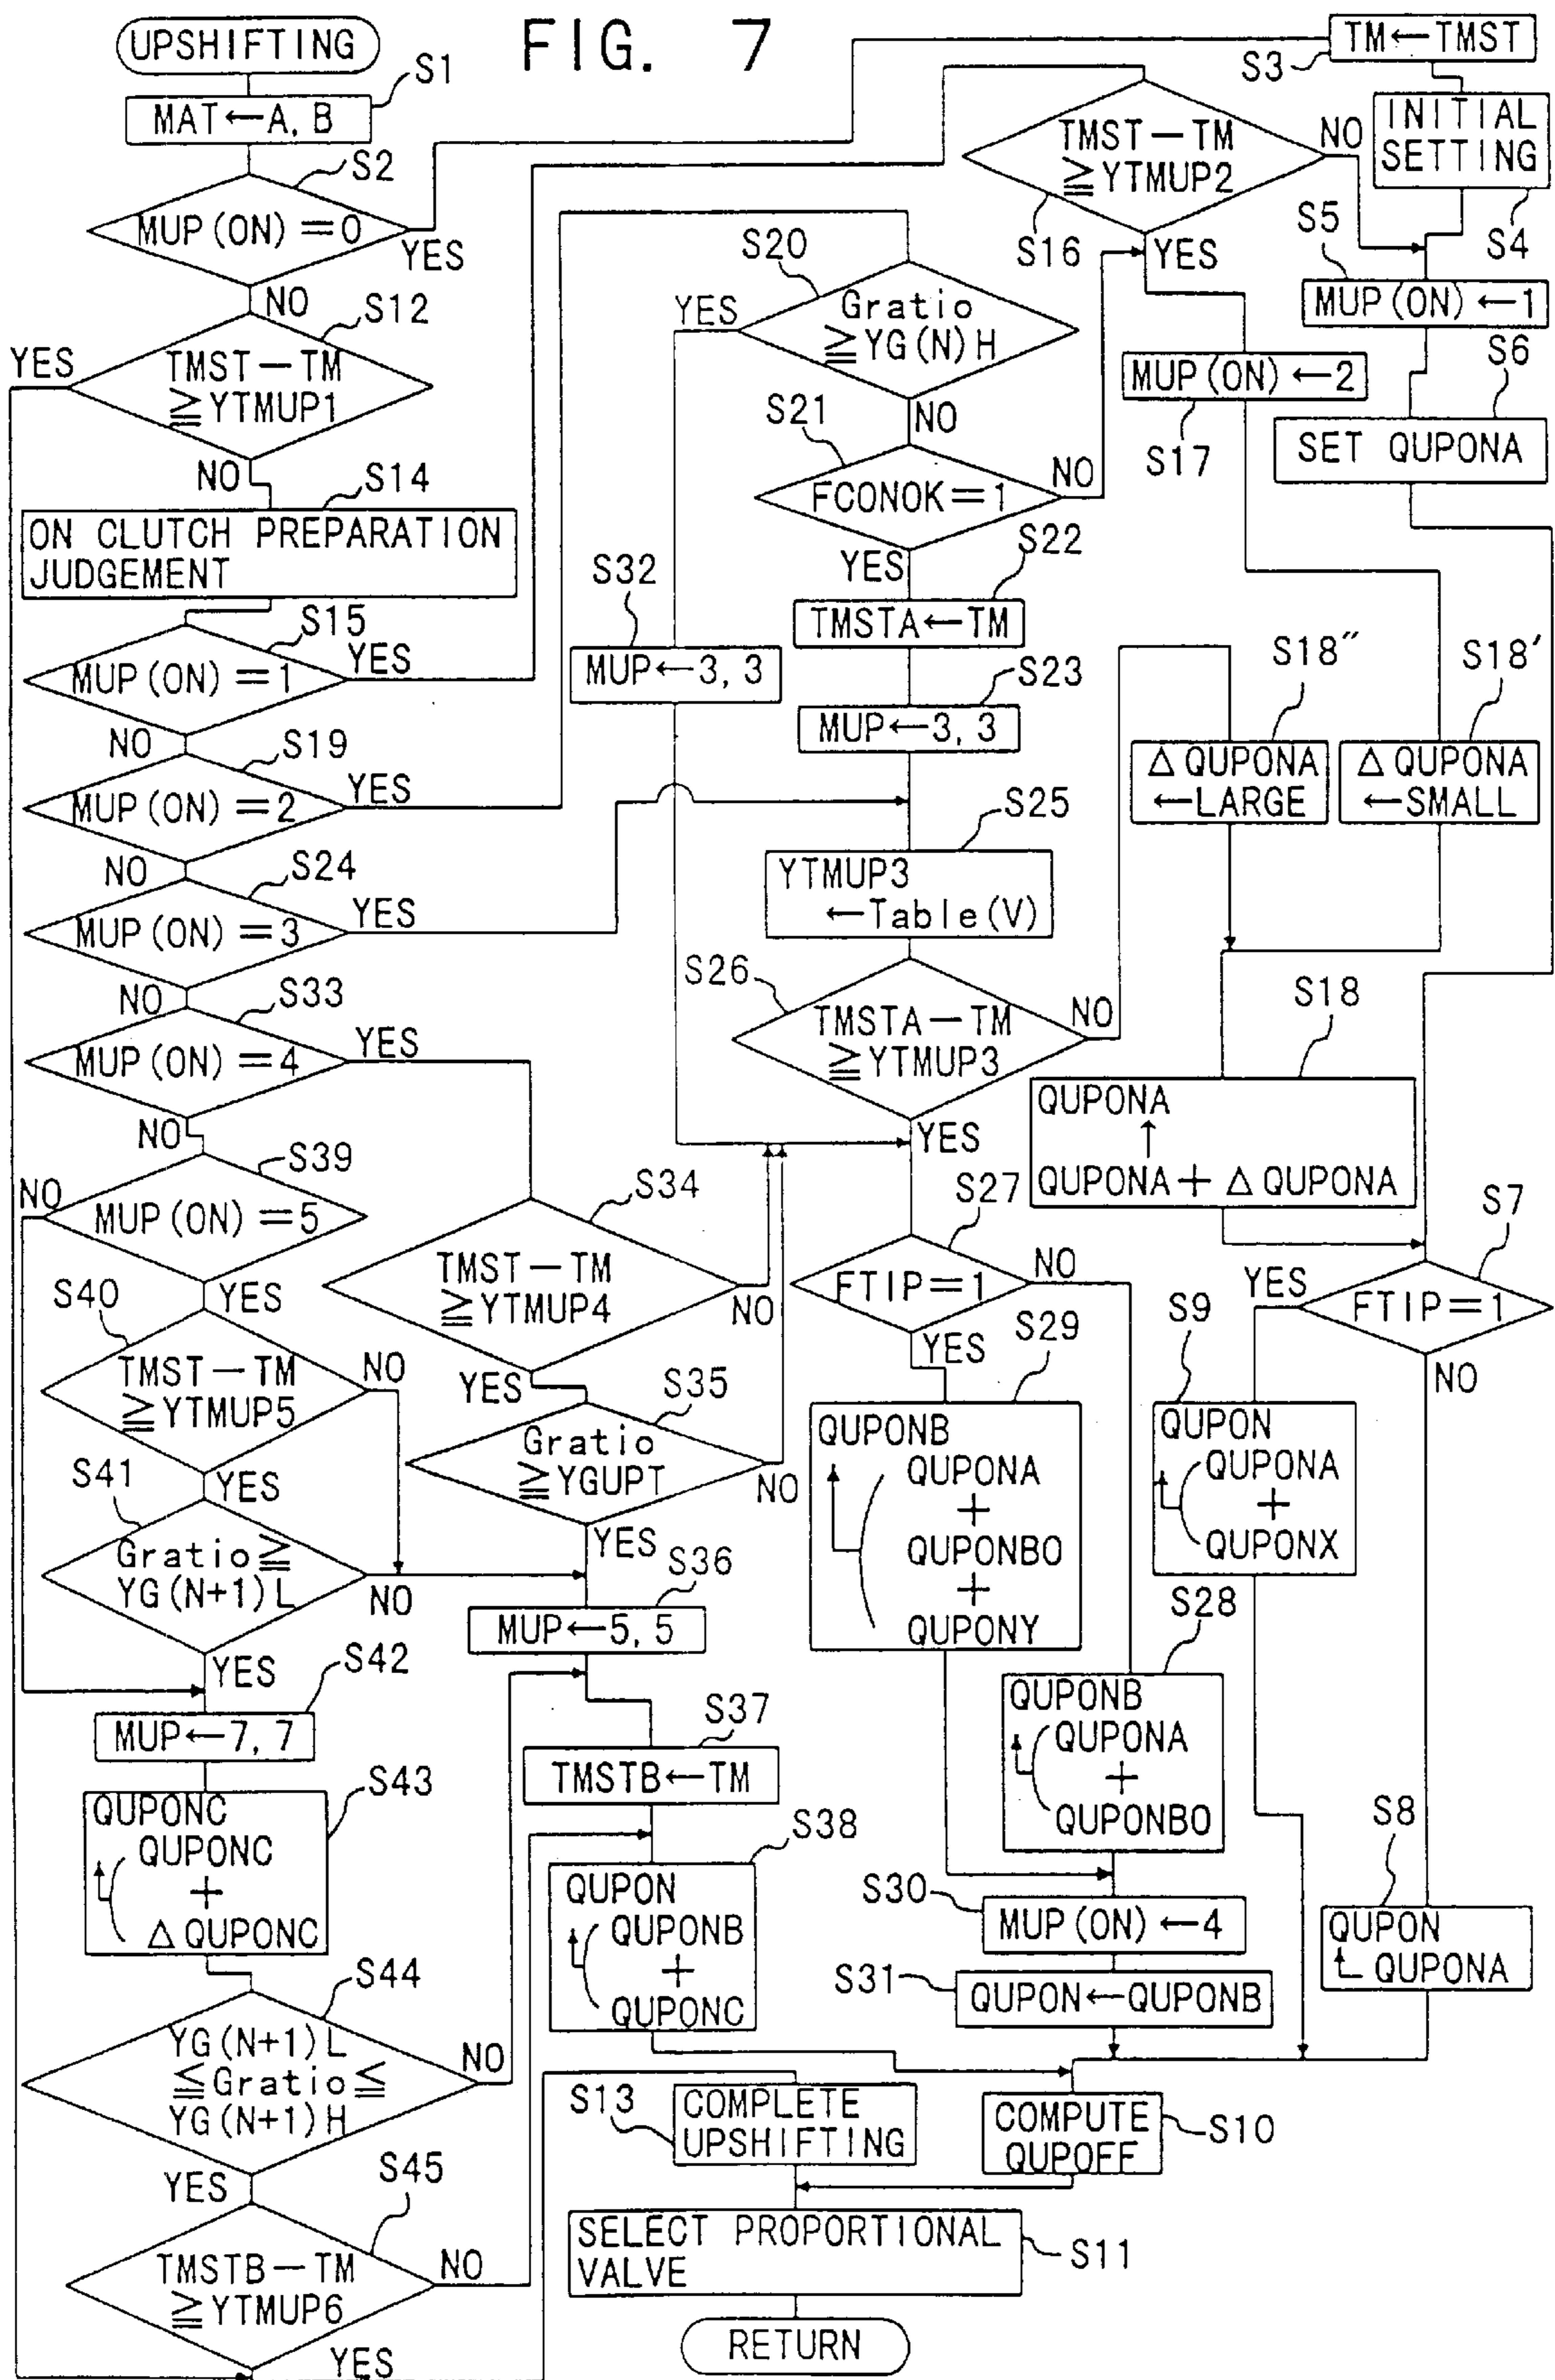 FIG. 7
UPSHIFTING
S1
MAT←A, B
S2
MUP (ON) =0
YES
NO
S12
YES
TMST—TM
≧YTMUP1
NO
S14
ON CLUTCH PREPARATION
JUDGEMENT
S15
MUP (ON) =1
YES
NO
S19
MUP (ON) =2
YES
NO
S24
MUP (ON) =3
YES
NO
S33
MUP (ON) =4
YES
NO
S39
NO
MUP (ON) =5
YES
S40
TMST—TM
≧YTMUP5
NO
YES
S41
Gratio≧
YG (N+1) L
NO
YES
S42
MUP←7, 7
S43
QUPONC
QUPONC
+
△ QUPONC
S44
YG (N+1) L
≦Gratio≦
YG (N+1) H
NO
YES
S45
TMSTB—TM
≧YTMUP6
NO
YES
S34
TMST—TM
≧YTMUP4
NO
YES
S35
Gratio
≧YGUPT
NO
YES
S36
MUP←5, 5
S37
TMSTB←TM
S38
QUPON
QUPONB
+
QUPONC
S13
COMPLETE
UPSHIFTING
S20
YES
Gratio
≧YG (N) H
NO
S21
FCONOK=1
NO
YES
S22
TMSTA←TM
S32
MUP←3, 3
S23
MUP←3, 3
S25
YTMUP3
←Table (V)
S26
TMSTA—TM
≧YTMUP3
NO
YES
S27
FTIP=1
NO
YES
S29
QUPONB
QUPONA
+
QUPONBO
+
QUPONY
S28
QUPONB
QUPONA
+
QUPONBO
S30
MUP (ON) ←4
S31
QUPON←QUPONB
S3
TM←TMST
INITIAL
SETTING
S4
TMST—TM
≧YTMUP2
NO
S16
YES
S5
MUP (ON) ←1
S6
SET QUPONA
MUP (ON) ←2
S17
S18"
△ QUPONA
←LARGE
S18'
△ QUPONA
←SMALL
S18
QUPONA
↑
QUPONA+ △ QUPONA
S7
YES
FTIP=1
NO
S9
QUPON
QUPONA
+
QUPONX
S8
QUPON
QUPONA
COMPUTE
QUPOFF
S10
SELECT PROPORTIONAL
VALVE
S11
RETURN